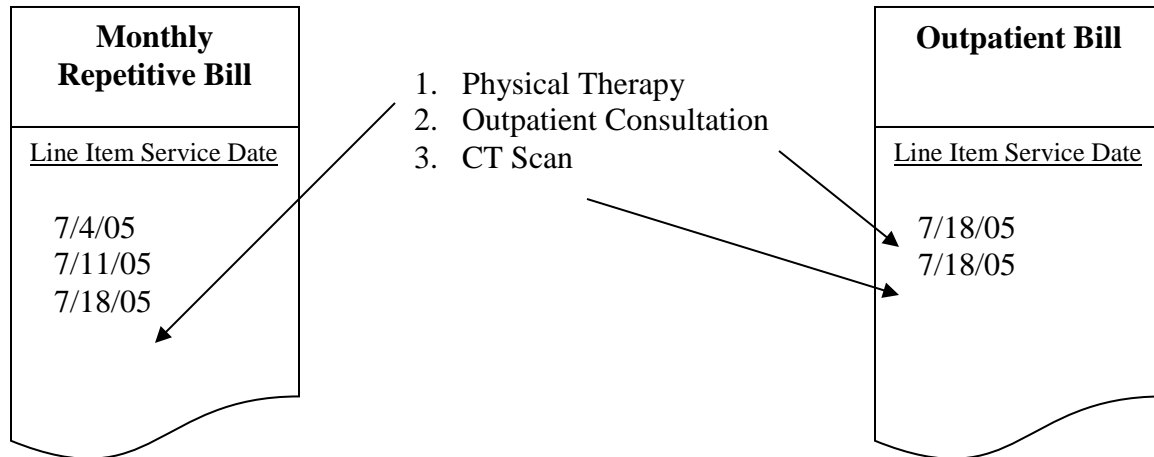 Monthly
Repetitive Bill
Line Item Service Date
7/4/05
7/11/05
7/18/05
1. Physical Therapy
2. Outpatient Consultation
3. CT Scan
Outpatient Bill
Line Item Service Date
7/18/05
7/18/05